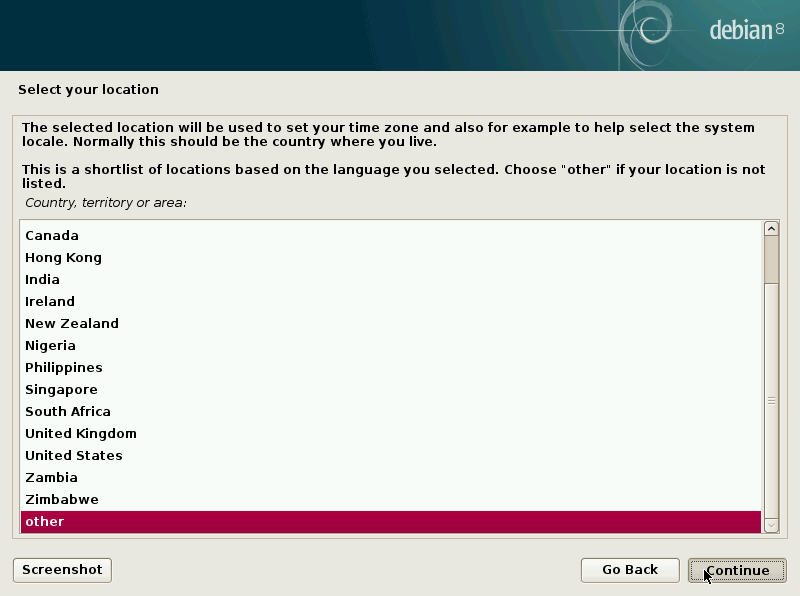 debian 8
Select your location
The selected location will be used to set your time zone and also for example to help select the system
locale. Normally this should be the country where you live.
This is a shortlist of locations based on the language you selected. Choose "other" if your location is not
listed.
Country, territory or area:
Canada
Hong Kong
India
Ireland
New Zealand
Nigeria
Philippines
Singapore
South Africa
United Kingdom
United States
Zambia
Zimbabwe
other
Screenshot
Go Back
Continue